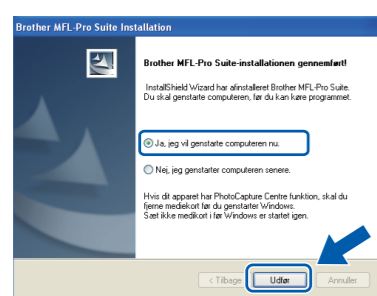 Brother MFL-Pro Suite Installation
Brother MFL-Pro Suite-installationen gennemført!
InstallShield Wizard har afinstalleret Brother MFL-Pro Suite.
Du skal genstarte computeren, før du kan køre programmet.
Ja, jeg vil genstarte computeren nu.
Nej, jeg genstarter computeren senere.
Hvis dit apparet har PhotoCapture Centre funktion, skal du
fjerne mediekort før du genstarter Windows.
Sæt ikke medikort i før Windows er startet igen.
< Tilbage Udfør Annuller